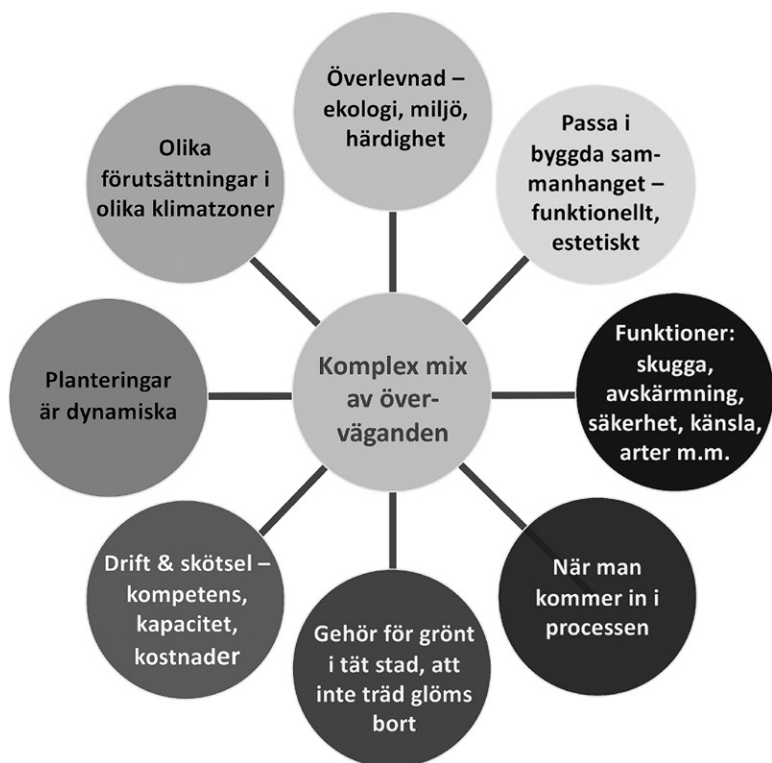 Överlevnad –
ekologi, miljö,
härdighet
Passa i
byggda sam-
manhanget –
funktionellt,
estetiskt
Funktioner:
skugga,
avskärmning,
säkerhet, känsla,
arter m.m.
När man
kommer in i
processen
Gehör för grönt
i tät stad, att
inte träd glöms
bort
Drift & skötsel –
kompetens,
kapacitet,
kostnader
Planteringar
är dynamiska
Olika
förutsättningar i
olika klimatzoner
Komplex mix
av över-
väganden